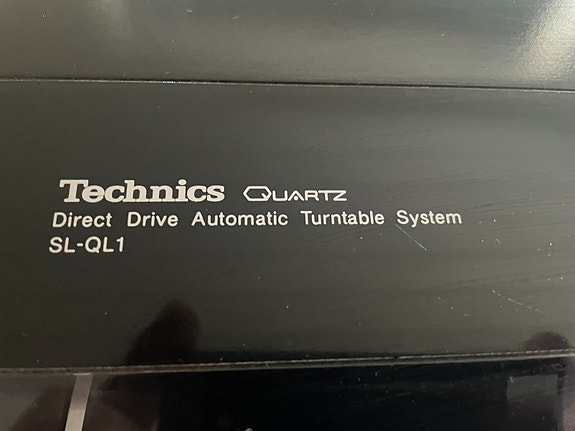 Technics QUARTZ
Direct Drive Automatic Turntable System
SL-QL1